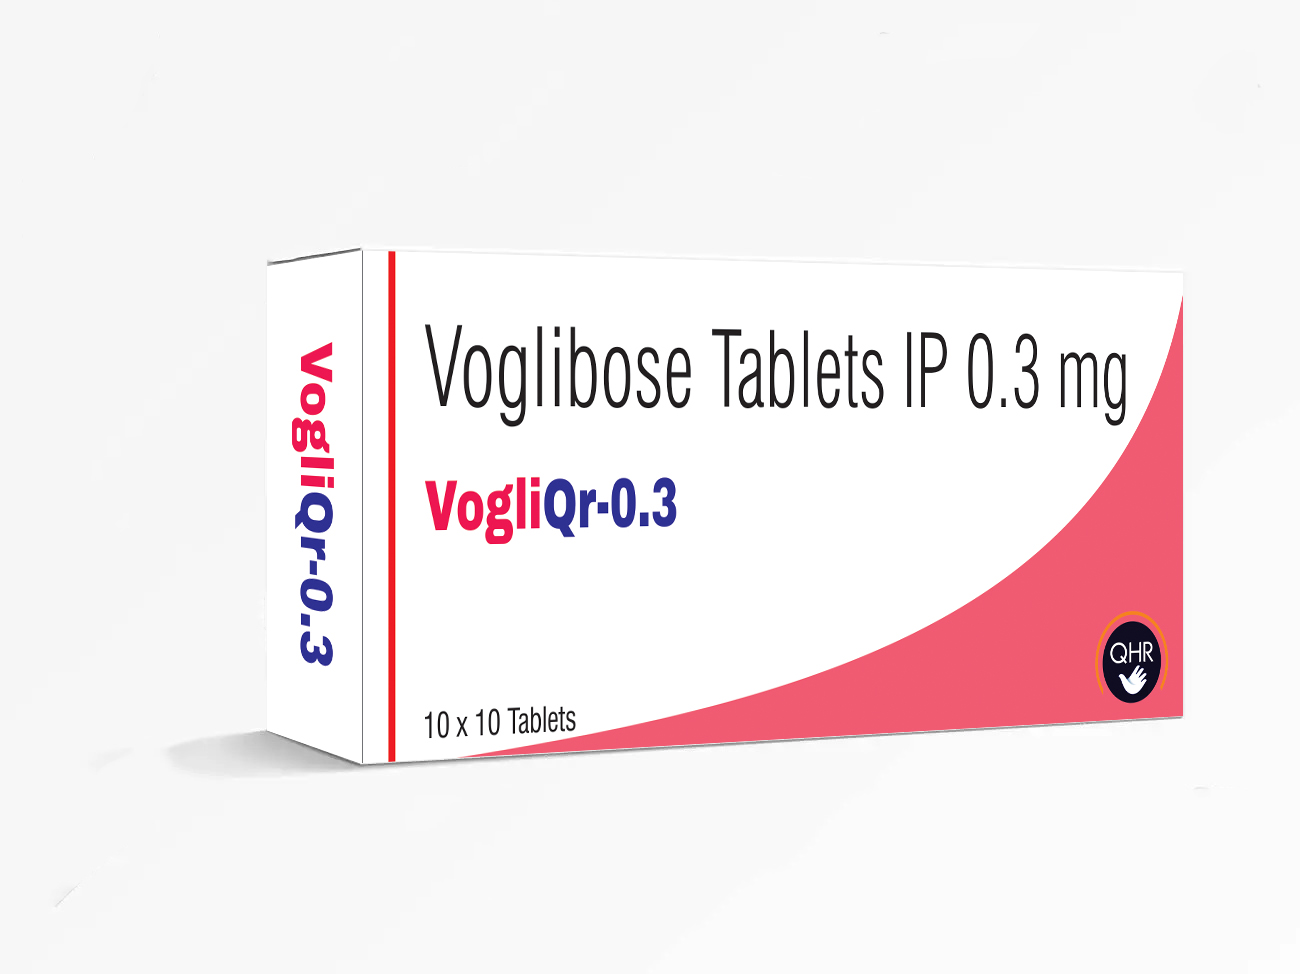 VogliQr-0.3
Voglibose Tablets IP 0.3 mg
VogliQr-0.3
10 x 10 Tablets
QHR